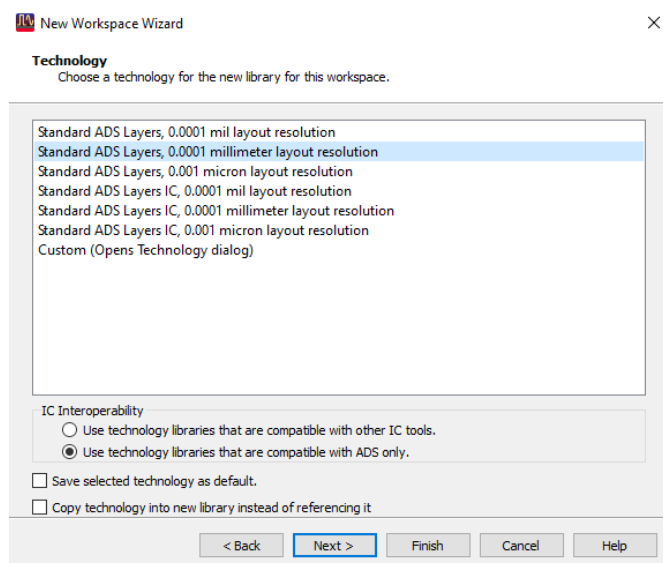 New Workspace Wizard
Technology
Choose a technology for the new library for this workspace.
Standard ADS Layers, 0.0001 mil layout resolution
Standard ADS Layers, 0.0001 millimeter layout resolution
Standard ADS Layers, 0.001 micron layout resolution
Standard ADS Layers IC, 0.0001 mil layout resolution
Standard ADS Layers IC, 0.0001 millimeter layout resolution
Standard ADS Layers IC, 0.001 micron layout resolution
Custom (Opens Technology dialog)
IC Interoperability
Use technology libraries that are compatible with other IC tools.
Use technology libraries that are compatible with ADS only.
Save selected technology as default.
Copy technology into new library instead of referencing it
< Back Next > Finish Cancel Help